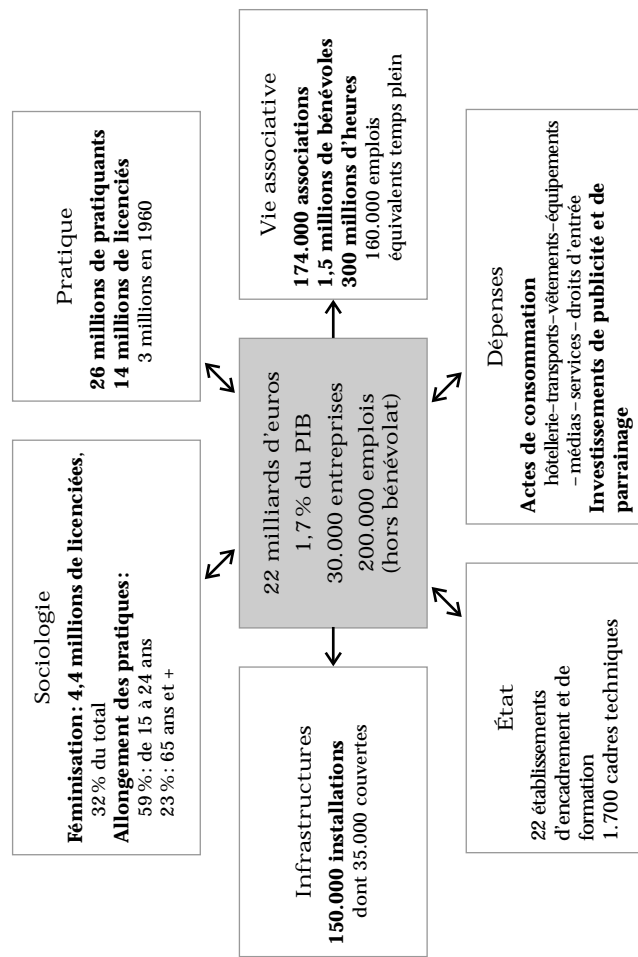 Sociologie
Féminisation : 4,4 millions de licenciées,
32 % du total
Allongement des pratiques :
59 % : de 15 à 24 ans
23 % : 65 ans et +
Pratique
26 millions de pratiquants
14 millions de licenciés
3 millions en 1960
Infrastructures
150.000 installations
dont 35.000 couvertes
22 milliards d'euros
1,7 % du PIB
30.000 entreprises
200.000 emplois
(hors bénévolat)
Vie associative
174.000 associations
1,5 millions de bénévoles
300 millions d'heures
160.000 emplois
équivalents temps plein
État
22 établissements
d'encadrement et de
formation
1.700 cadres techniques
Dépenses
Actes de consommation
hôtellerie – transports – vêtements – équipements
– médias – services – droits d'entrée
Investissements de publicité et de
parrainage